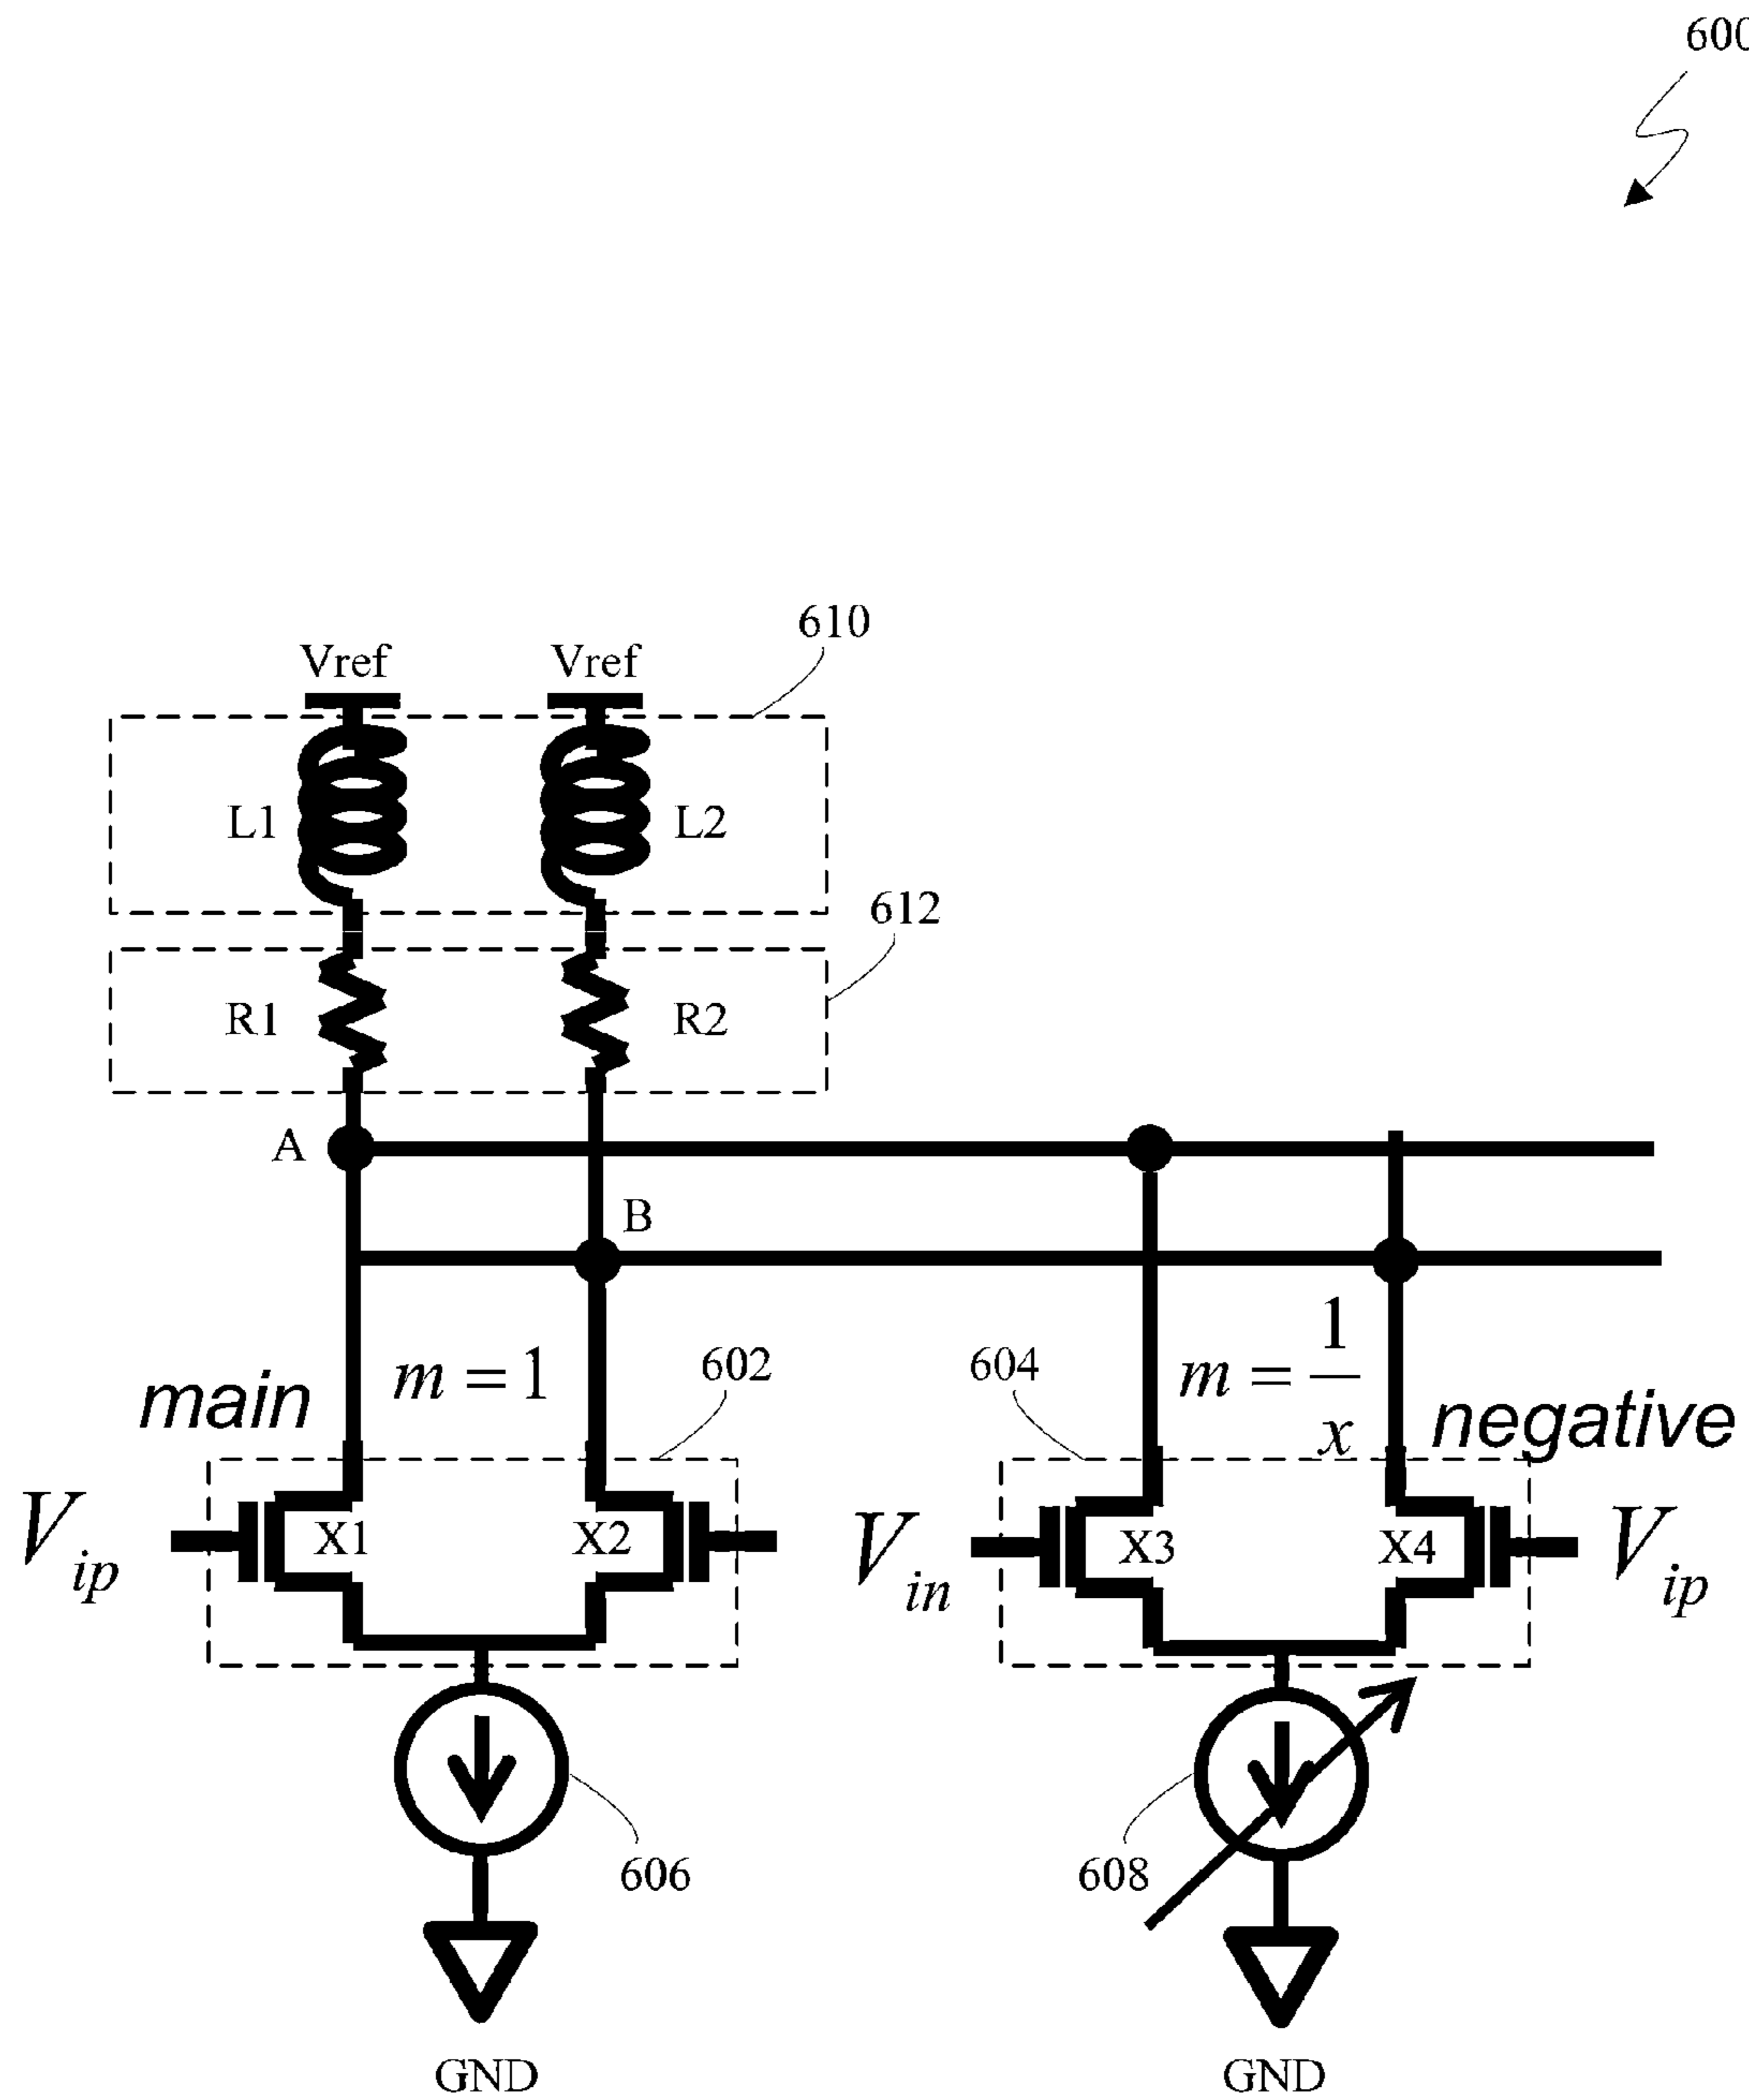 600
Vref Vref
610
L1 L2
612
R1 R2
A
B
main m = 1 602
604 m = 1/x negative
V_ip X1 X2
V_in X3 X4 V_ip
606
608
GND GND